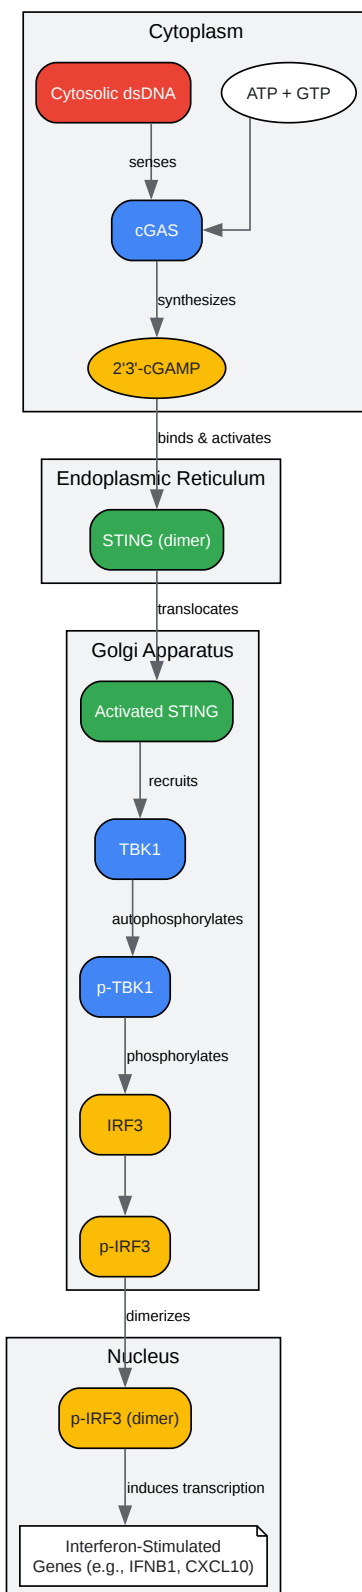 Cytoplasm
Cytosolic dsDNA
ATP + GTP
senses
cGAS
synthesizes
2'3'-cGAMP
binds & activates
Endoplasmic Reticulum
STING (dimer)
translocates
Golgi Apparatus
Activated STING
recruits
TBK1
autophosphorylates
p-TBK1
phosphorylates
IRF3
p-IRF3
dimerizes
Nucleus
p-IRF3 (dimer)
induces transcription
Interferon-Stimulated
Genes (e.g., IFNB1, CXCL10)